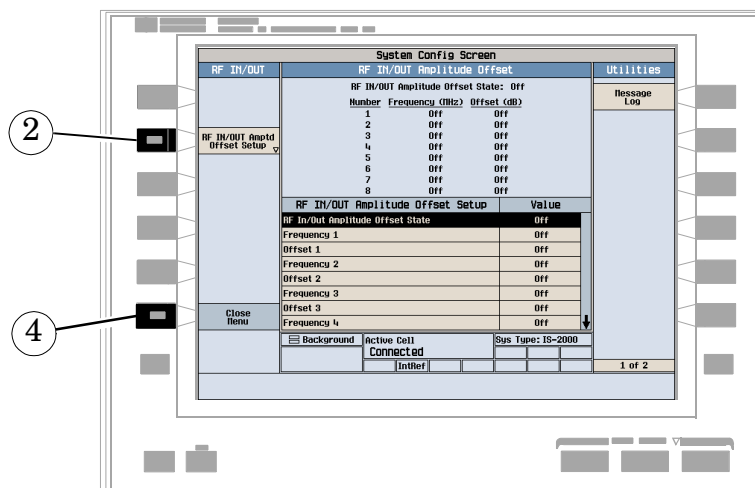 System Config Screen
RF IN/OUT
RF IN/OUT Amplitude Offset
Utilities
RF IN/OUT Amplitude Offset State: Off
Number Frequency (MHz) Offset (dB)
1 Off Off
2 Off Off
3 Off Off
4 Off Off
5 Off Off
6 Off Off
7 Off Off
8 Off Off
Message
Log
2
RF IN/OUT Amptd
Offset Setup
RF IN/OUT Amplitude Offset Setup Value
RF In/Out Amplitude Offset State Off
Frequency 1 Off
Offset 1 Off
Frequency 2 Off
Offset 2 Off
Frequency 3 Off
Offset 3 Off
Frequency 4 Off
4
Close
Menu
Background
Active Cell
Connected
Sys Type: IS-2000
IntRef
1 of 2